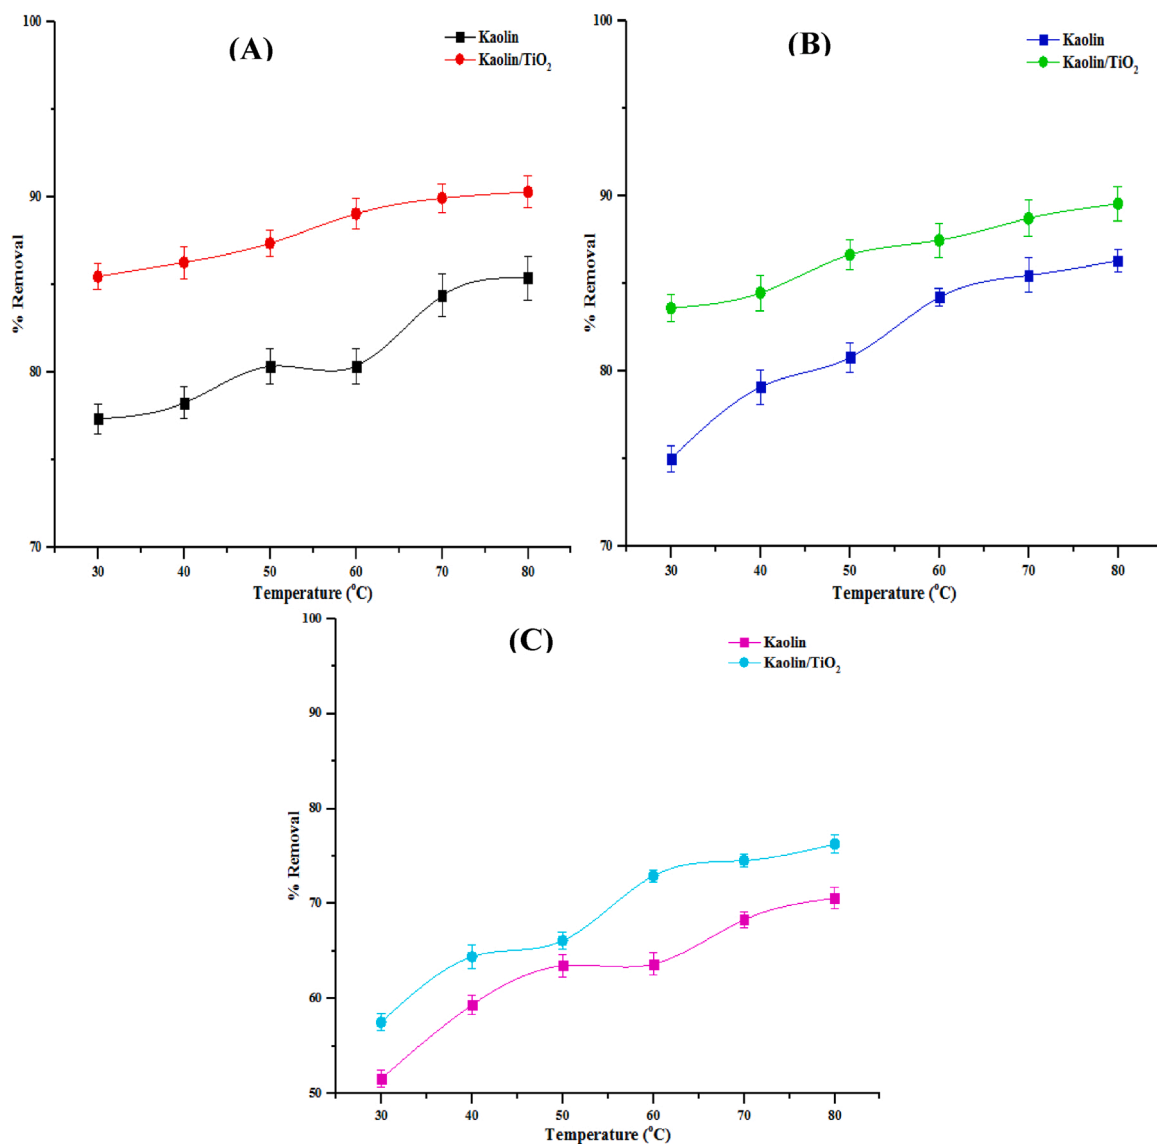 (A)
Kaolin
Kaolin/TiO₂
100
90
80
70
% Removal
30 40 50 60 70 80
Temperature (°C)
(B)
Kaolin
Kaolin/TiO₂
100
90
80
70
% Removal
30 40 50 60 70 80
Temperature (°C)
(C)
Kaolin
Kaolin/TiO₂
100
90
80
70
60
50
% Removal
30 40 50 60 70 80
Temperature (°C)